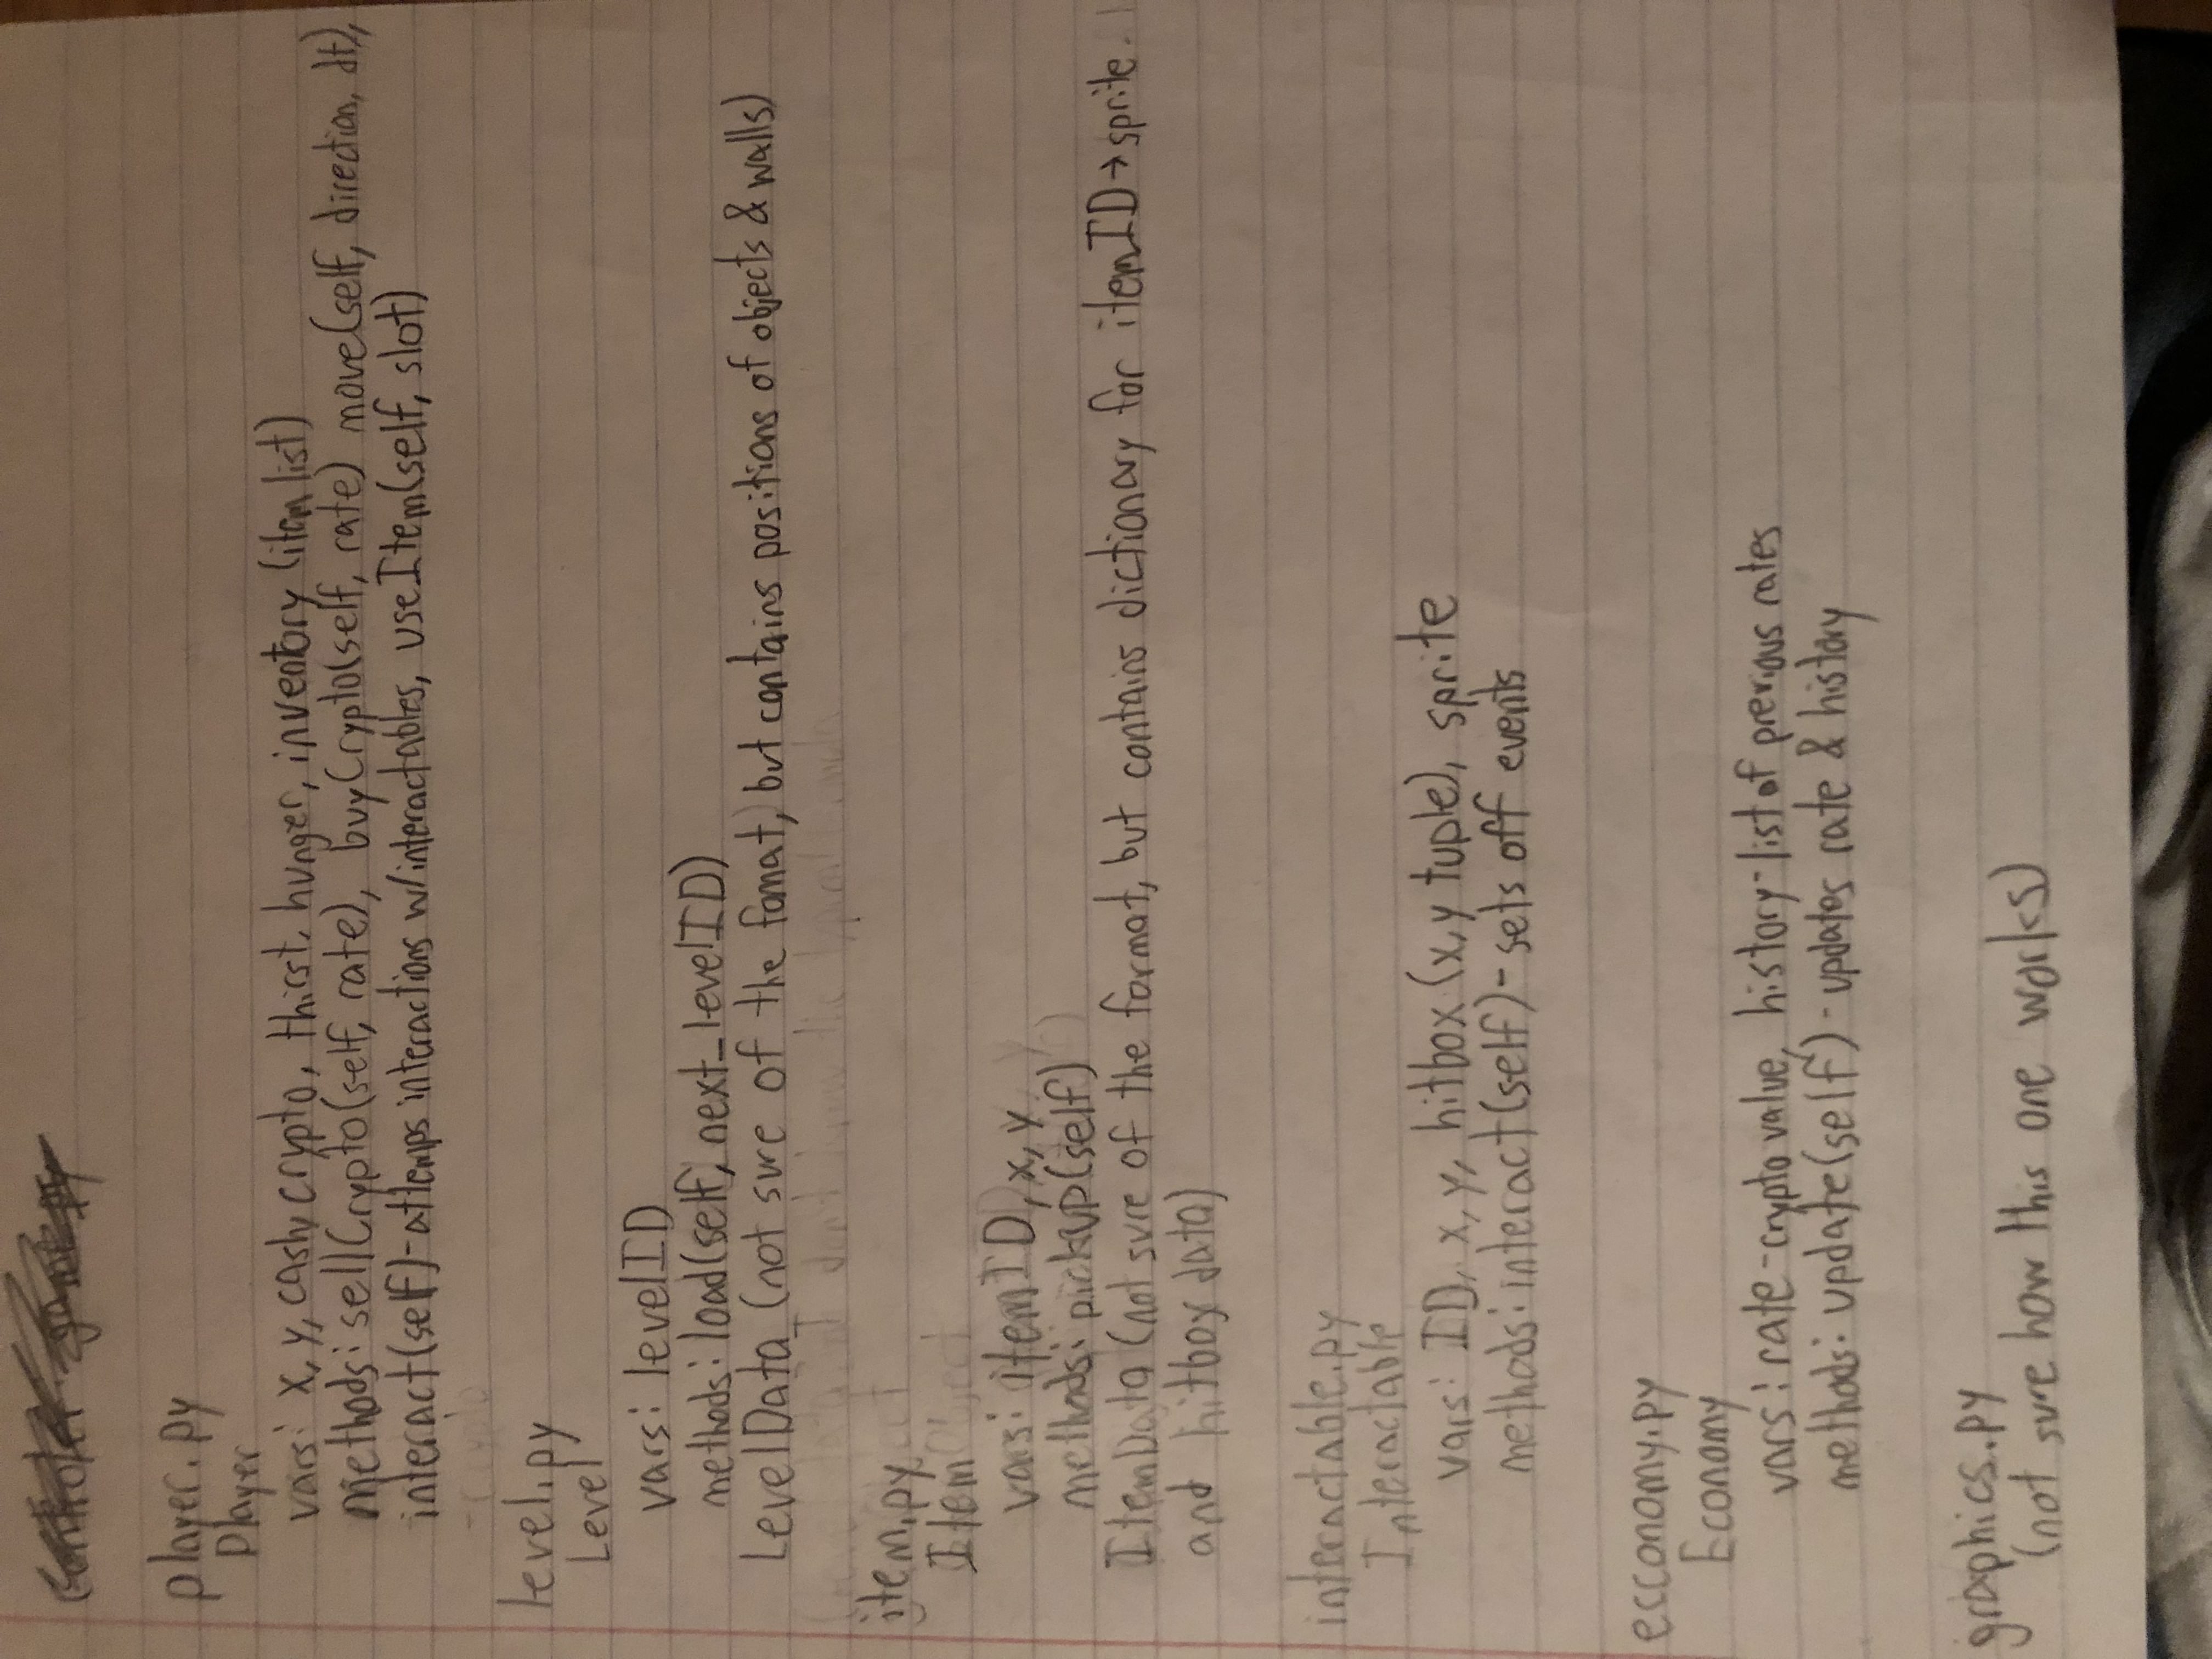 player.py
Player
vars: x, y, cash, crypto, thirst, hunger, inventory (item list)
methods: sellCrypto(self, rate), buyCrypto(self, rate) move(self, direction, dt),
interact(self)-attemps interactions w/interactables, useItem(self, slot)
-crypto
level.py
Level
vars: levelID
methods: load(self, next_levelID)
LevelData (not sure of the fomat, but contains positions of objects & walls)
don't know the
item.py
Item Object
vars: itemID, x, y
methods: pickup(self)
ItemData (not sure of the format, but contains dictionary for itemID→sprite
and hitbox data)
interactable.py
Interactable
vars: ID, x, y, hitbox (x,y tuple), sprite
methods: interact(self)-sets off events
ecconomy.py
Economy
vars: rate-crypto value, history-list of previous rates
methods: update(self)-updates rate & history
graphics.py
(not sure how this one works)